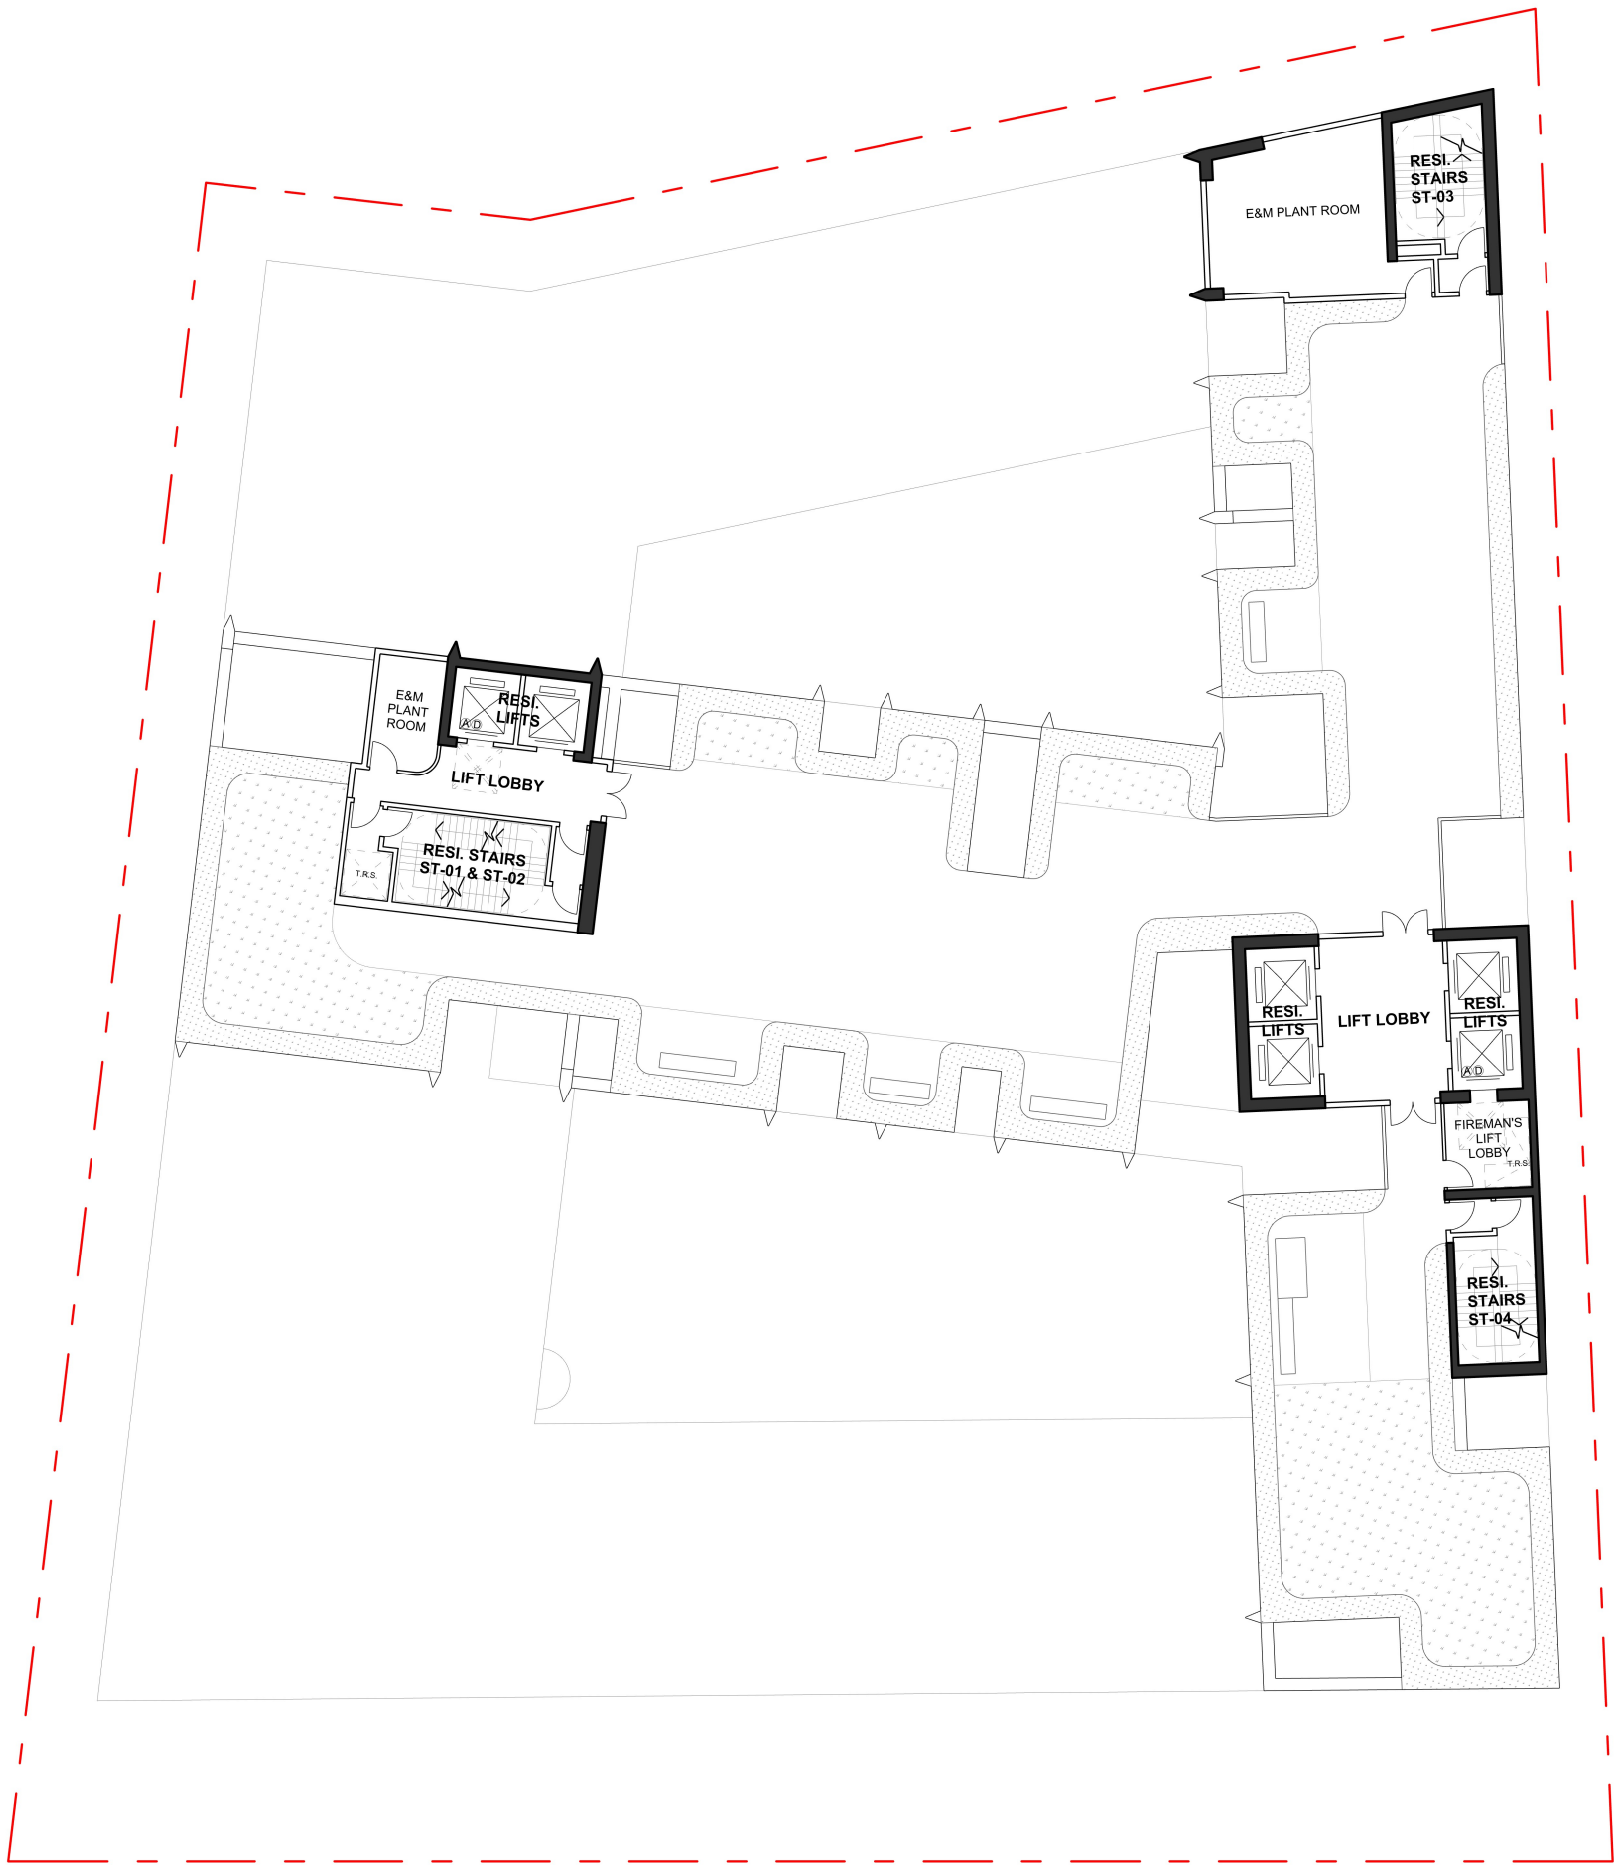 RESI.
STAIRS
ST-03
E&M PLANT ROOM
E&M
PLANT
ROOM
RESI.
LIFTS
A/D
LIFT LOBBY
RESI. STAIRS
ST-01 & ST-02
T.R.S.
RESI.
LIFTS
LIFT LOBBY
RESI.
LIFTS
A/D
FIREMAN'S
LIFT
LOBBY
T.R.S.
RESI.
STAIRS
ST-04